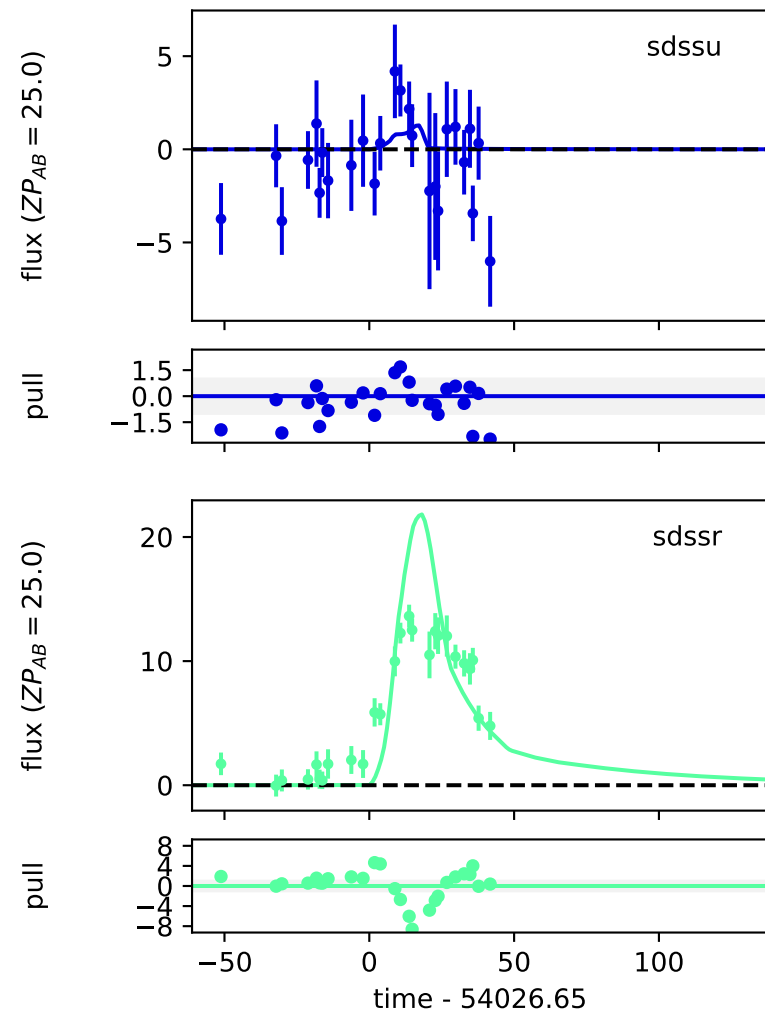 sdssu
flux (ZP_AB = 25.0)
5
0
−5
pull
1.5
0.0
−1.5
sdssr
flux (ZP_AB = 25.0)
20
10
0
pull
8
4
0
−4
−8
−50 0 50 100
time - 54026.65